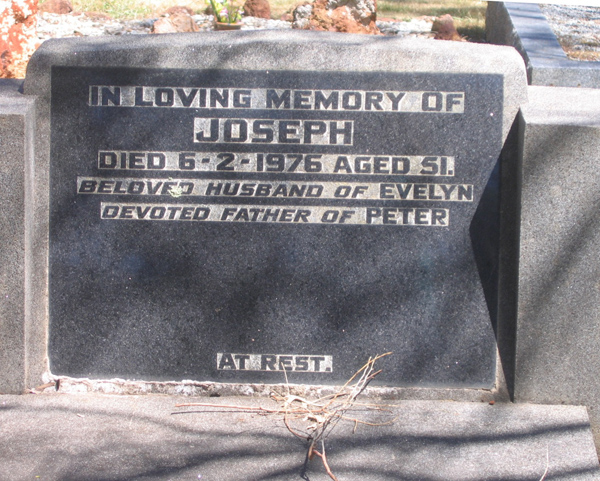 IN LOVING MEMORY OF
JOSEPH
DIED 6-2-1976 AGED 51.
BELOVED HUSBAND OF EVELYN
DEVOTED FATHER OF PETER
AT REST.